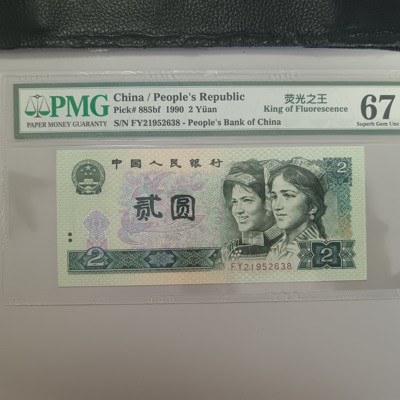 PMG
PAPER MONEY GUARANTY
China / People's Republic
Pick# 885bf 1990 2 Yüan
S/N FY21952638 - People's Bank of China
荧光之王
King of Fluorescence
67
Superb Gem Unc
中国人民银行
贰圆
2
2
FY21952638
2